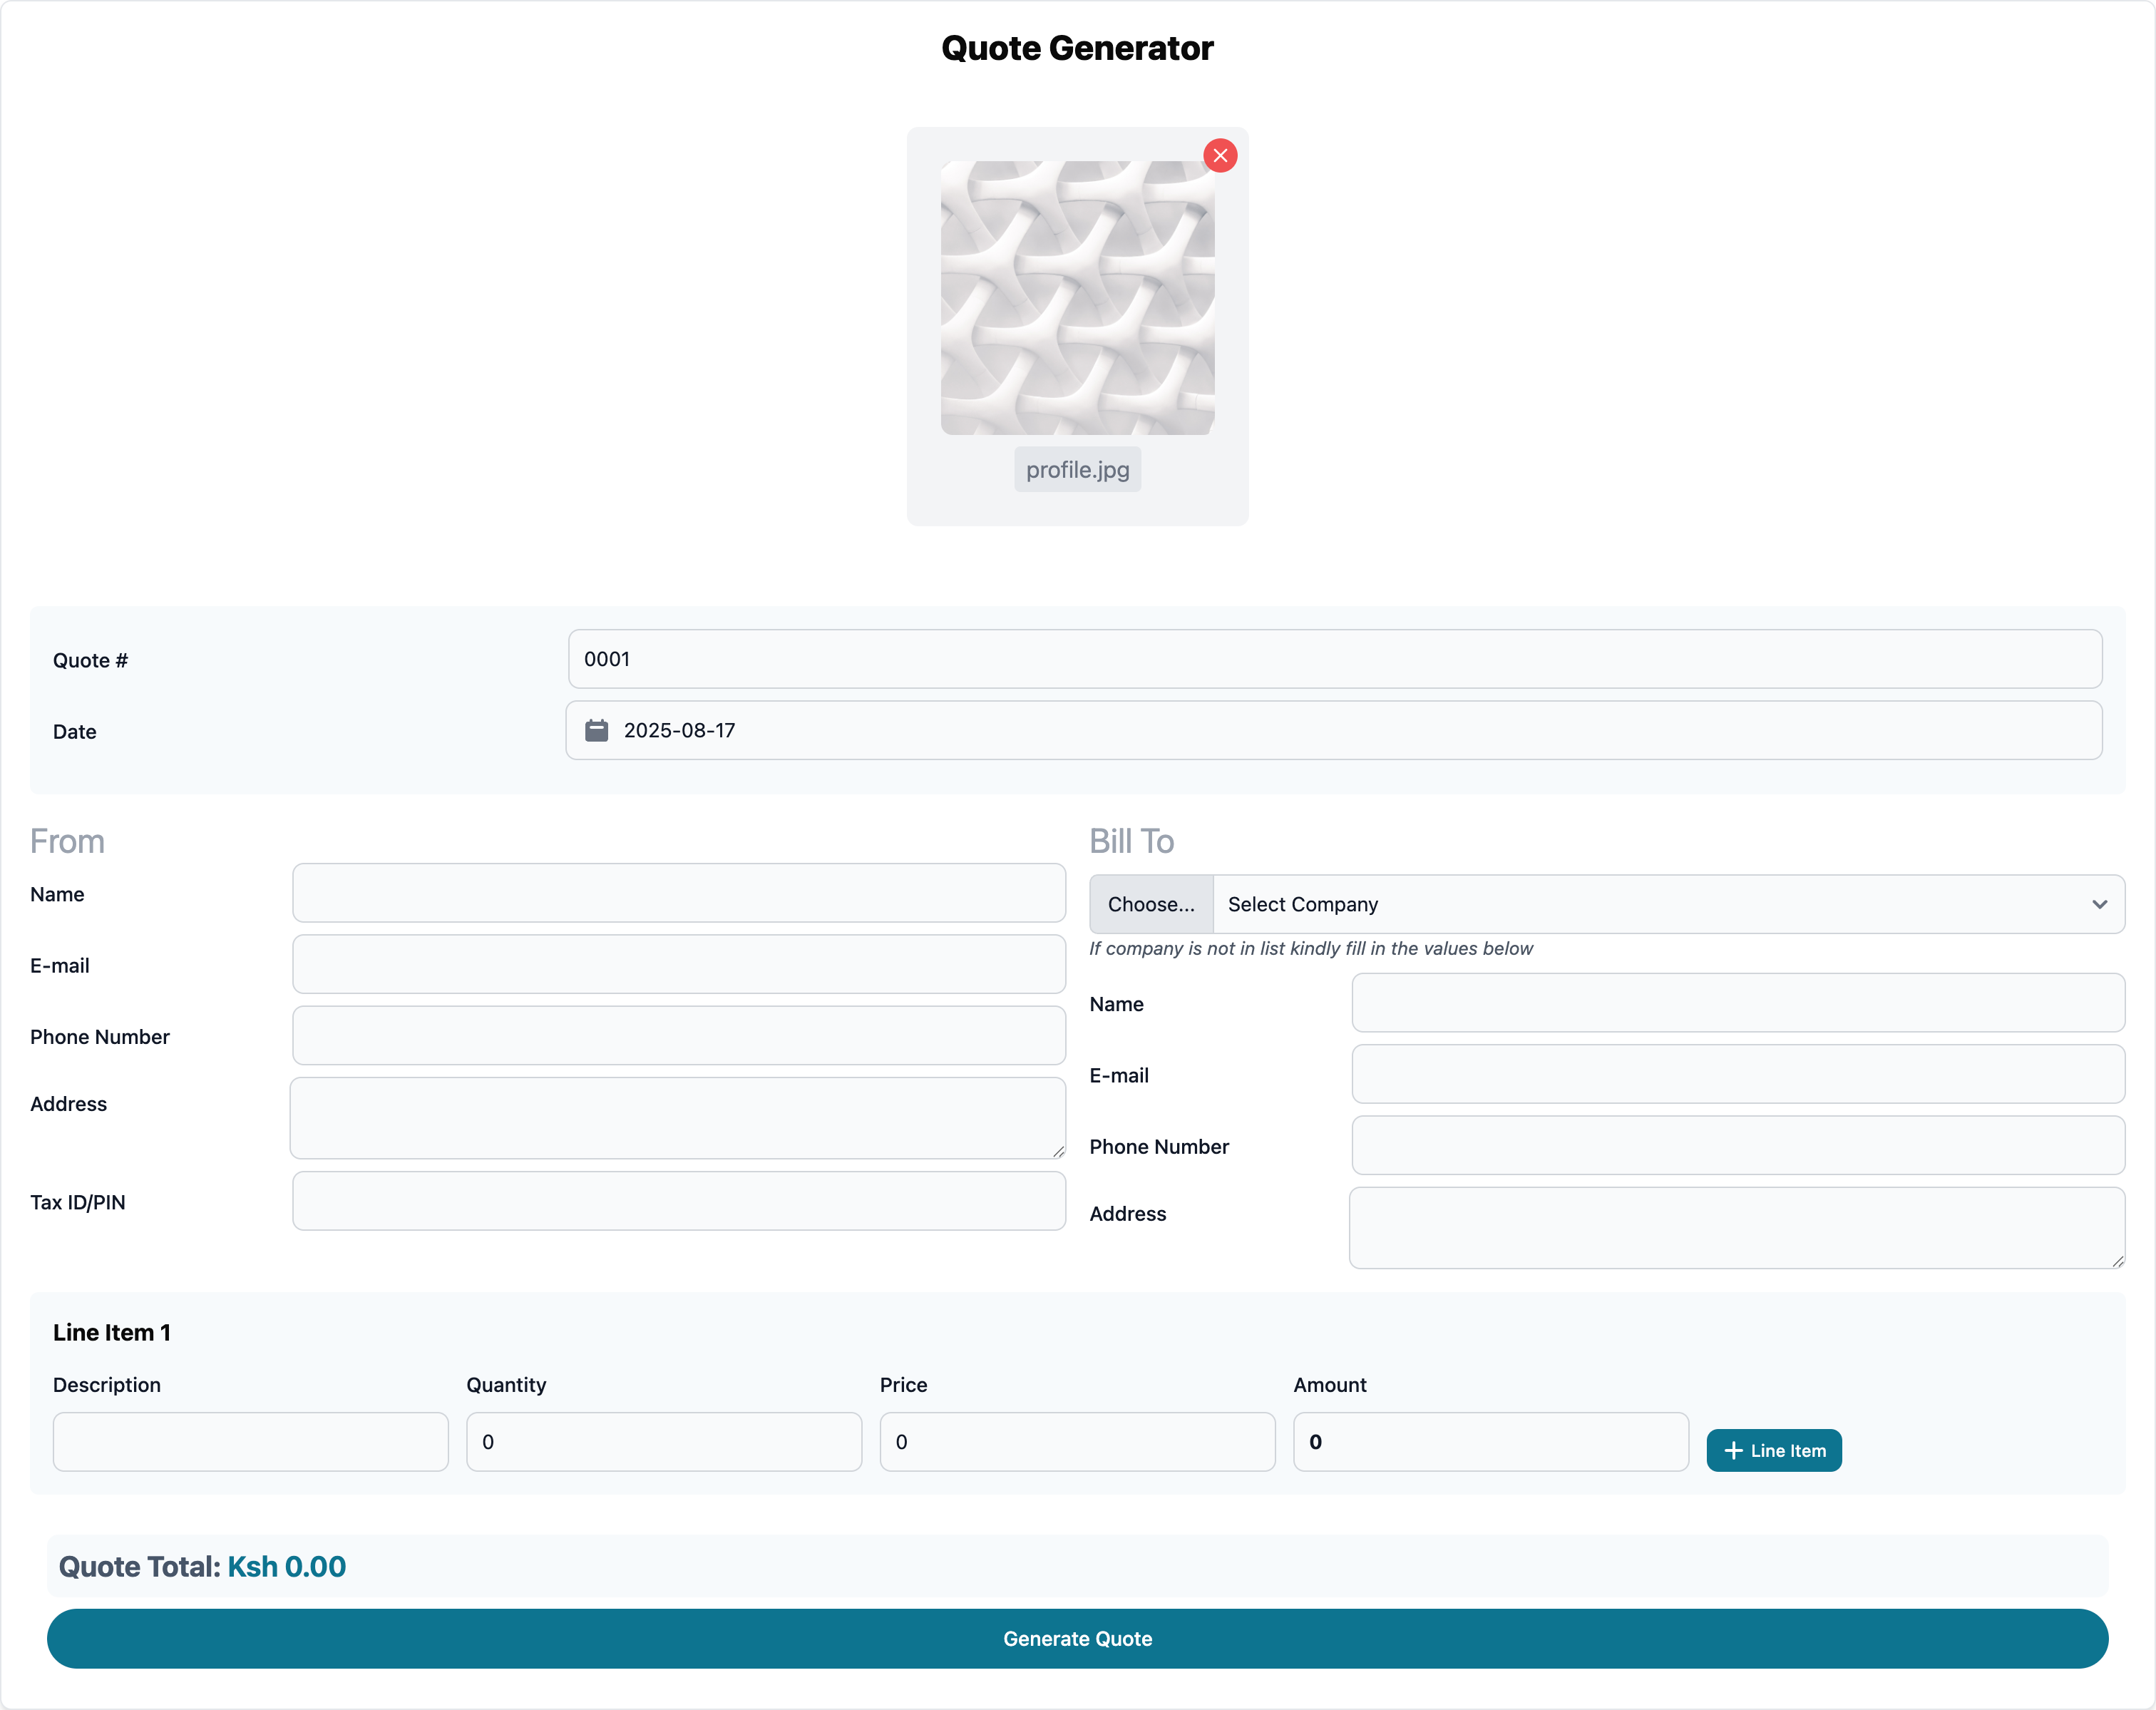 Quote Generator
profile.jpg
Quote # 0001
Date 2025-08-17
From
Name
E-mail
Phone Number
Address
Tax ID/PIN
Bill To
Choose... Select Company
If company is not in list kindly fill in the values below
Name
E-mail
Phone Number
Address
Line Item 1
Description Quantity Price Amount
0 0 0 Line Item
Quote Total: Ksh 0.00
Generate Quote